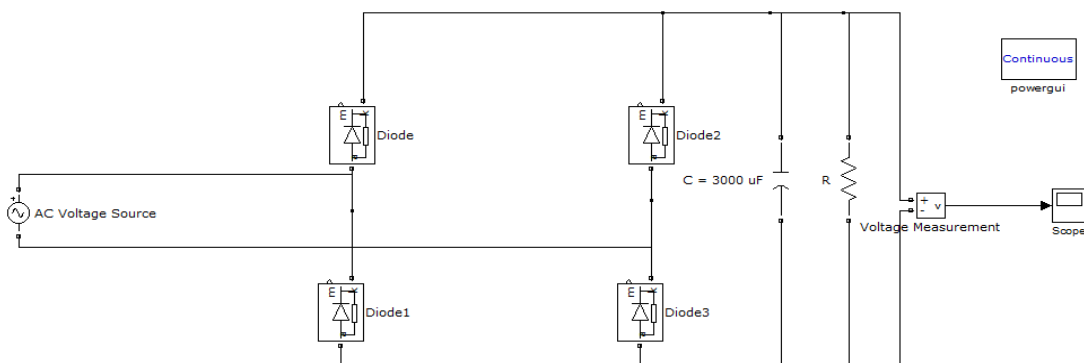 Continuous
powergui
E
Diode
E
Diode2
C = 3000 uF
R
+
AC Voltage Source
+
-
v
Voltage Measurement
Scope
E
Diode1
E
Diode3